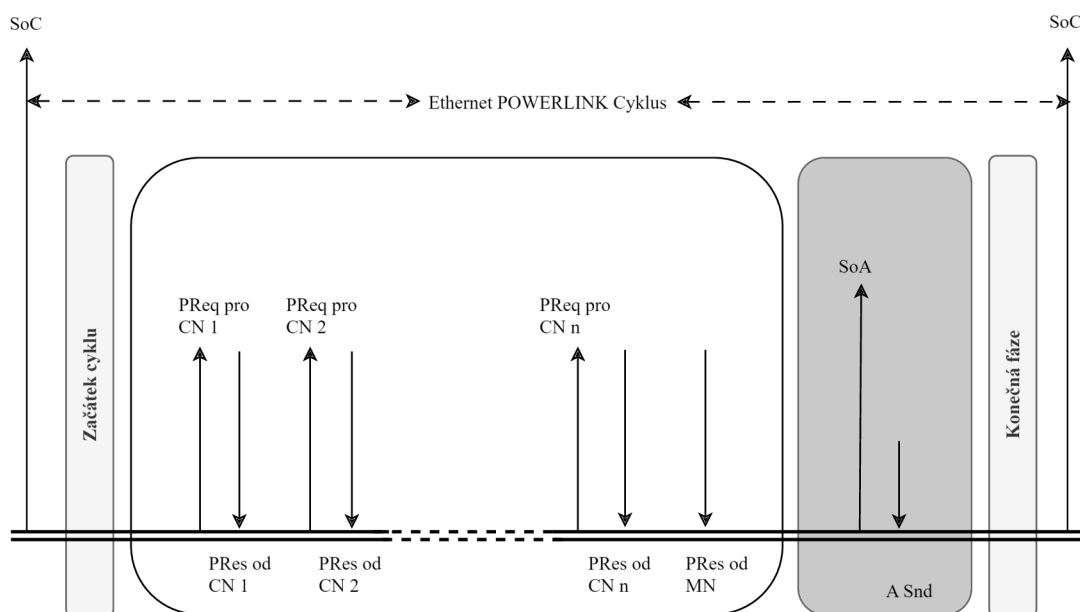 SoC
SoC
Ethernet POWERLINK Cyklus
Začátek cyklu
PReq pro
CN 1
PReq pro
CN 2
PReq pro
CN n
SoA
Konečná fáze
PRes od
CN 1
PRes od
CN 2
PRes od
CN n
PRes od
MN
A Snd